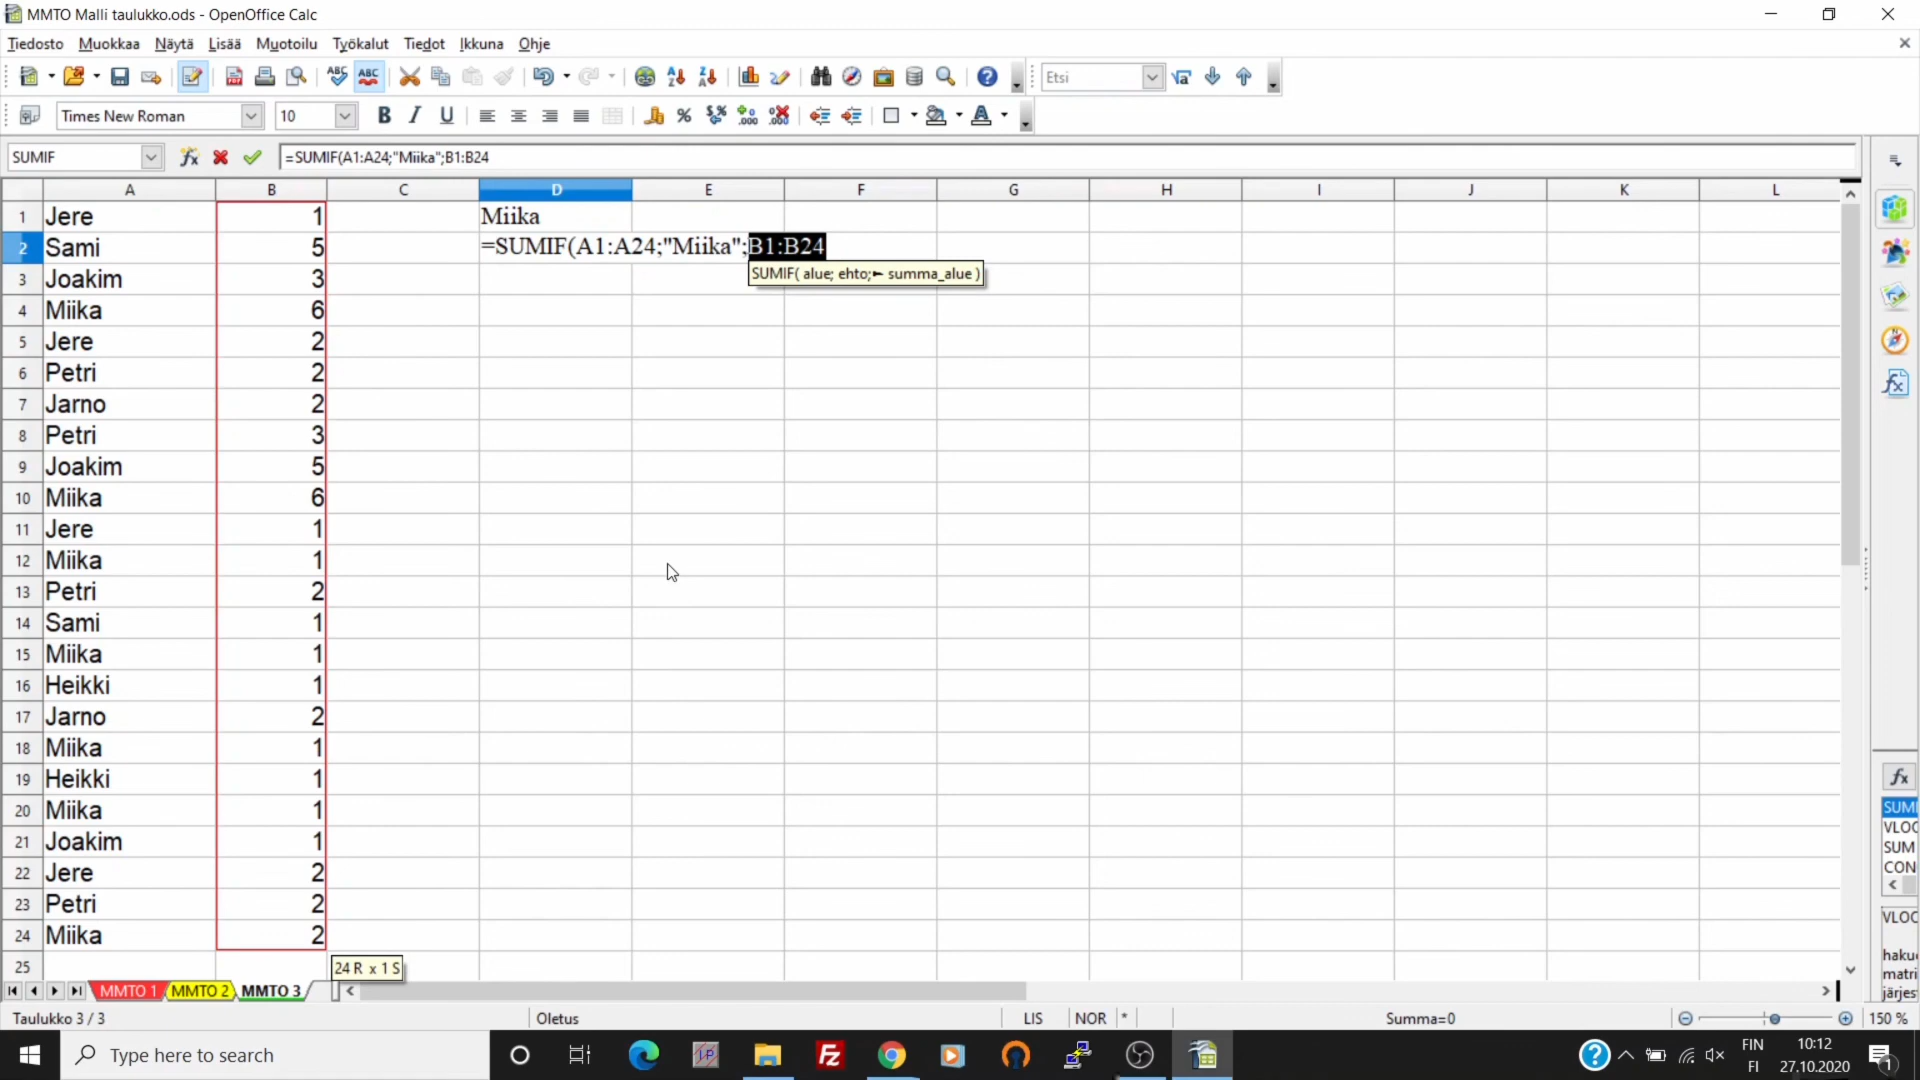 MMTO Malli taulukko.ods - OpenOffice Calc
Tiedosto Muokkaa Näytä Lisää Muotoilu Työkalut Tiedot Ikkuna Ohje
Etsi
Times New Roman 10 B I U
SUMIF =SUMIF(A1:A24;"Miika";B1:B24
A B C D E F G H I J K L
1 Jere 1 Miika
2 Sami 5 =SUMIF(A1:A24;"Miika";B1:B24
SUMIF( alue; ehto; summa_alue )
3 Joakim 3
4 Miika 6
5 Jere 2
6 Petri 2
7 Jarno 2
8 Petri 3
9 Joakim 5
10 Miika 6
11 Jere 1
12 Miika 1
13 Petri 2
14 Sami 1
15 Miika 1
16 Heikki 1
17 Jarno 2
18 Miika 1
19 Heikki 1
20 Miika 1
21 Joakim 1
22 Jere 2
23 Petri 2
24 Miika 2
25
24 R x 1 S
SUMI
VLOO
SUM
CON
VLOO
haku
matri
järjes
MMTO 1 MMTO 2 MMTO 3
Taulukko 3 / 3 Oletus LIS NOR * Summa=0 150 %
Type here to search
FIN
FI
10:12
27.10.2020
1